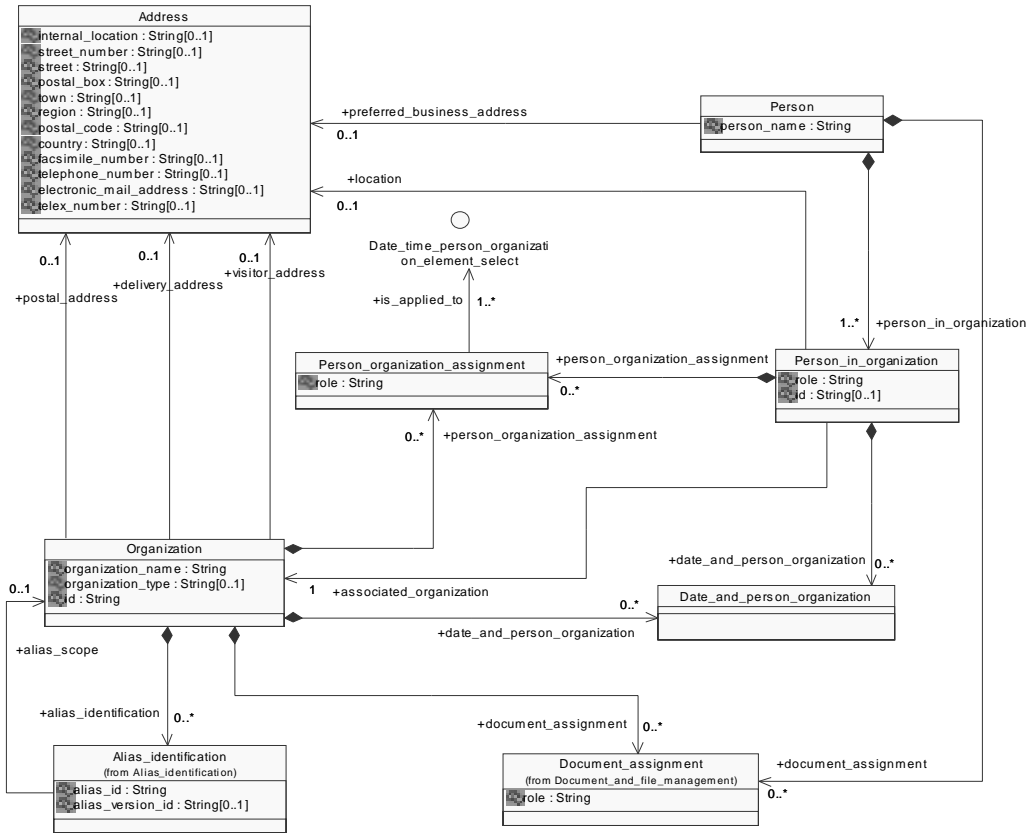 Address
internal_location : String[0..1]
street_number : String[0..1]
street : String[0..1]
postal_box : String[0..1]
town : String[0..1]
region : String[0..1]
postal_code : String[0..1]
country : String[0..1]
facsimile_number : String[0..1]
telephone_number : String[0..1]
electronic_mail_address : String[0..1]
telex_number : String[0..1]
+preferred_business_address
0..1
Person
person_name : String
+location
0..1
Date_time_person_organizati
on_element_select
0..1
+postal_address
0..1
+delivery_address
0..1
+visitor_address
+is_applied_to
1..*
1..*
+person_in_organization
Person_organization_assignment
role : String
+person_organization_assignment
0..*
Person_in_organization
role : String
id : String[0..1]
0..*
+person_organization_assignment
Organization
organization_name : String
organization_type : String[0..1]
id : String
0..1
+alias_scope
1
+associated_organization
+date_and_person_organization
0..*
0..*
+date_and_person_organization
Date_and_person_organization
+alias_identification
0..*
+document_assignment
0..*
Alias_identification
(from Alias_identification)
alias_id : String
alias_version_id : String[0..1]
Document_assignment
(from Document_and_file_management)
role : String
+document_assignment
0..*